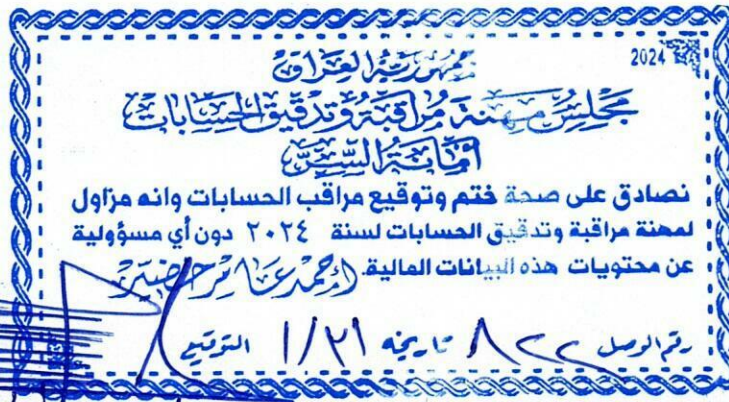 2024
جمهورية العراق
مجلس مهنة مراقبة وتدقيق الحسابات
أمانة السر
نصادق على صحة ختم وتوقيع مراقب الحسابات وانه مزاول
لمهنة مراقبة وتدقيق الحسابات لسنة ٢٠٢٤ دون أي مسؤولية
عن محتويات هذه البيانات المالية. أحمد عامر خضير
رقم الوصل ٨٢٢ تاريخه ١/٣١ التوقيع